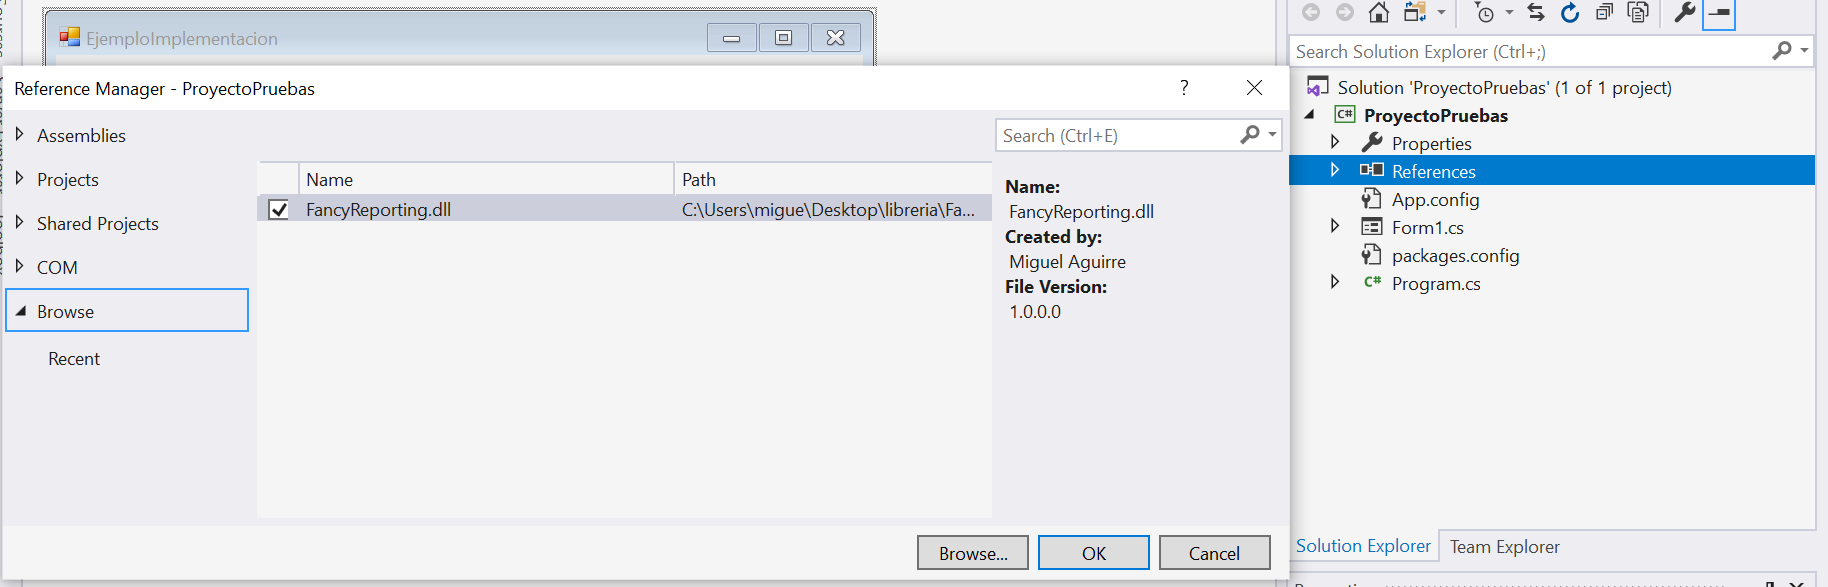 EjemploImplementacion
Reference Manager - ProyectoPruebas
?
Assemblies
Projects
Shared Projects
COM
Browse
Recent
Name Path
FancyReporting.dll C:\Users\migue\Desktop\libreria\Fa...
Search (Ctrl+E)
Name:
FancyReporting.dll
Created by:
Miguel Aguirre
File Version:
1.0.0.0
Browse... OK Cancel
Search Solution Explorer (Ctrl+;)
Solution 'ProyectoPruebas' (1 of 1 project)
C# ProyectoPruebas
Properties
References
App.config
Form1.cs
packages.config
C# Program.cs
Solution Explorer Team Explorer